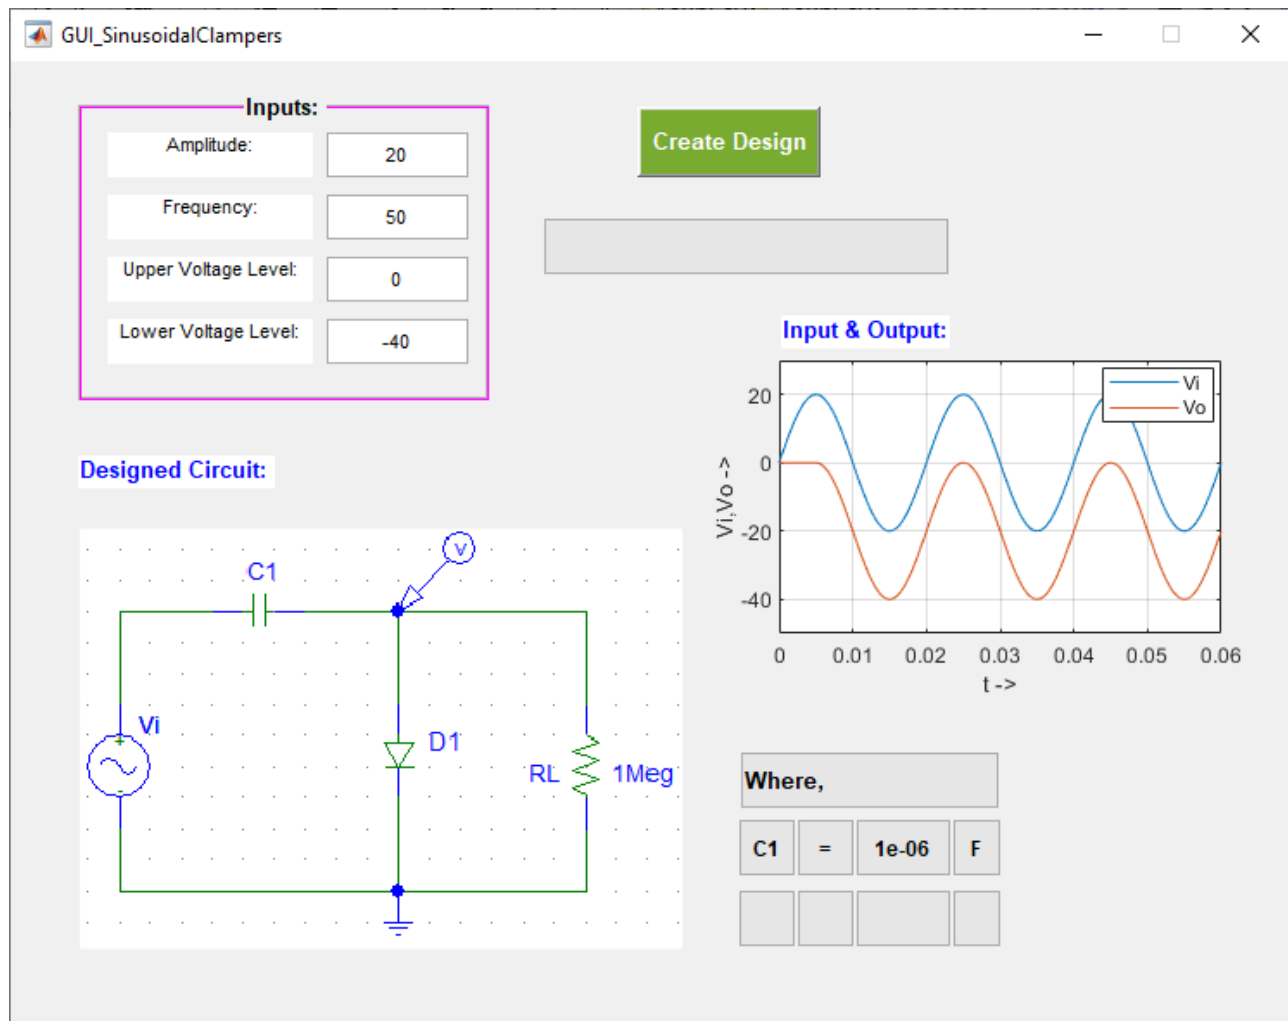 GUI_SinusoidalClampers
Inputs:
Amplitude:
20
Frequency:
50
Upper Voltage Level:
0
Lower Voltage Level:
-40
Create Design
Input & Output:
Vi
Vo
20
0
-20
-40
Vi,Vo ->
0
0.01
0.02
0.03
0.04
0.05
0.06
t ->
Designed Circuit:
V
C1
Vi
+
-
D1
RL
1Meg
Where,
C1 = 1e-06 F